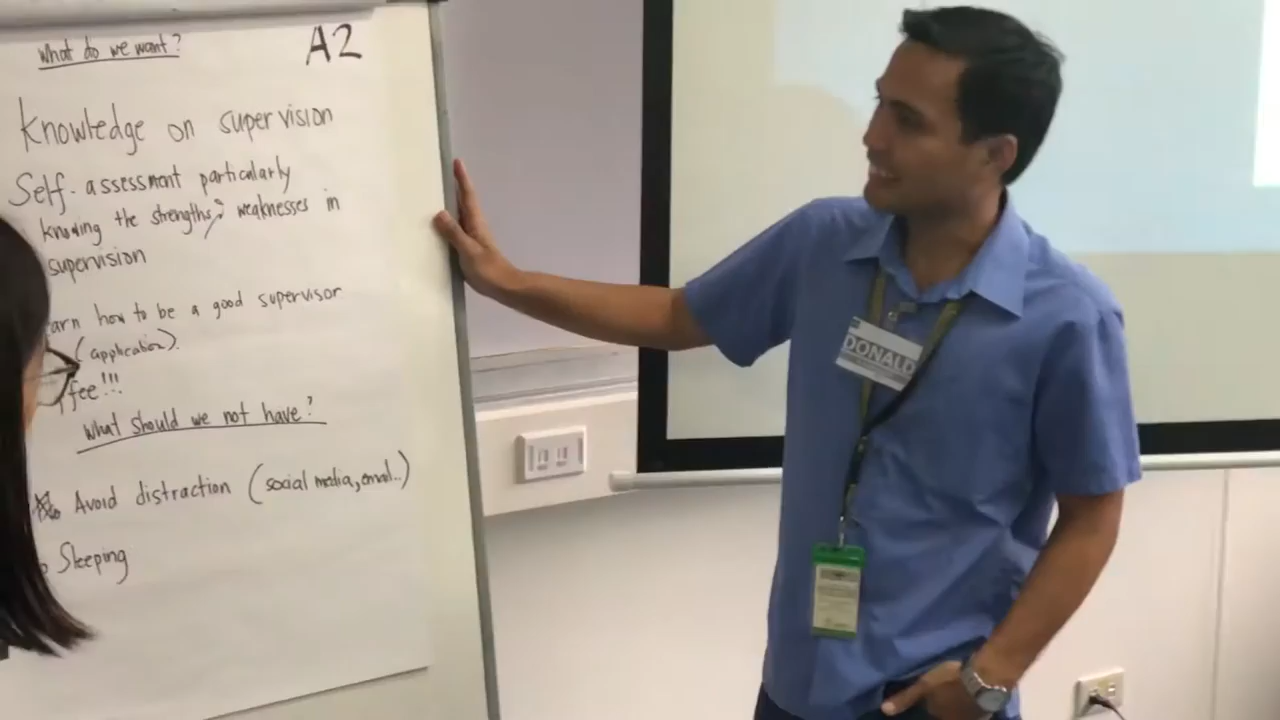 What do we want?
A2
Knowledge on supervision
Self-assessment particularly
knowing the strengths, weaknesses in
supervision
arn how to be a good supervisor
(application).
fee!!!
What should we not have?
Avoid distraction (social media, email..)
Sleeping
DONALD